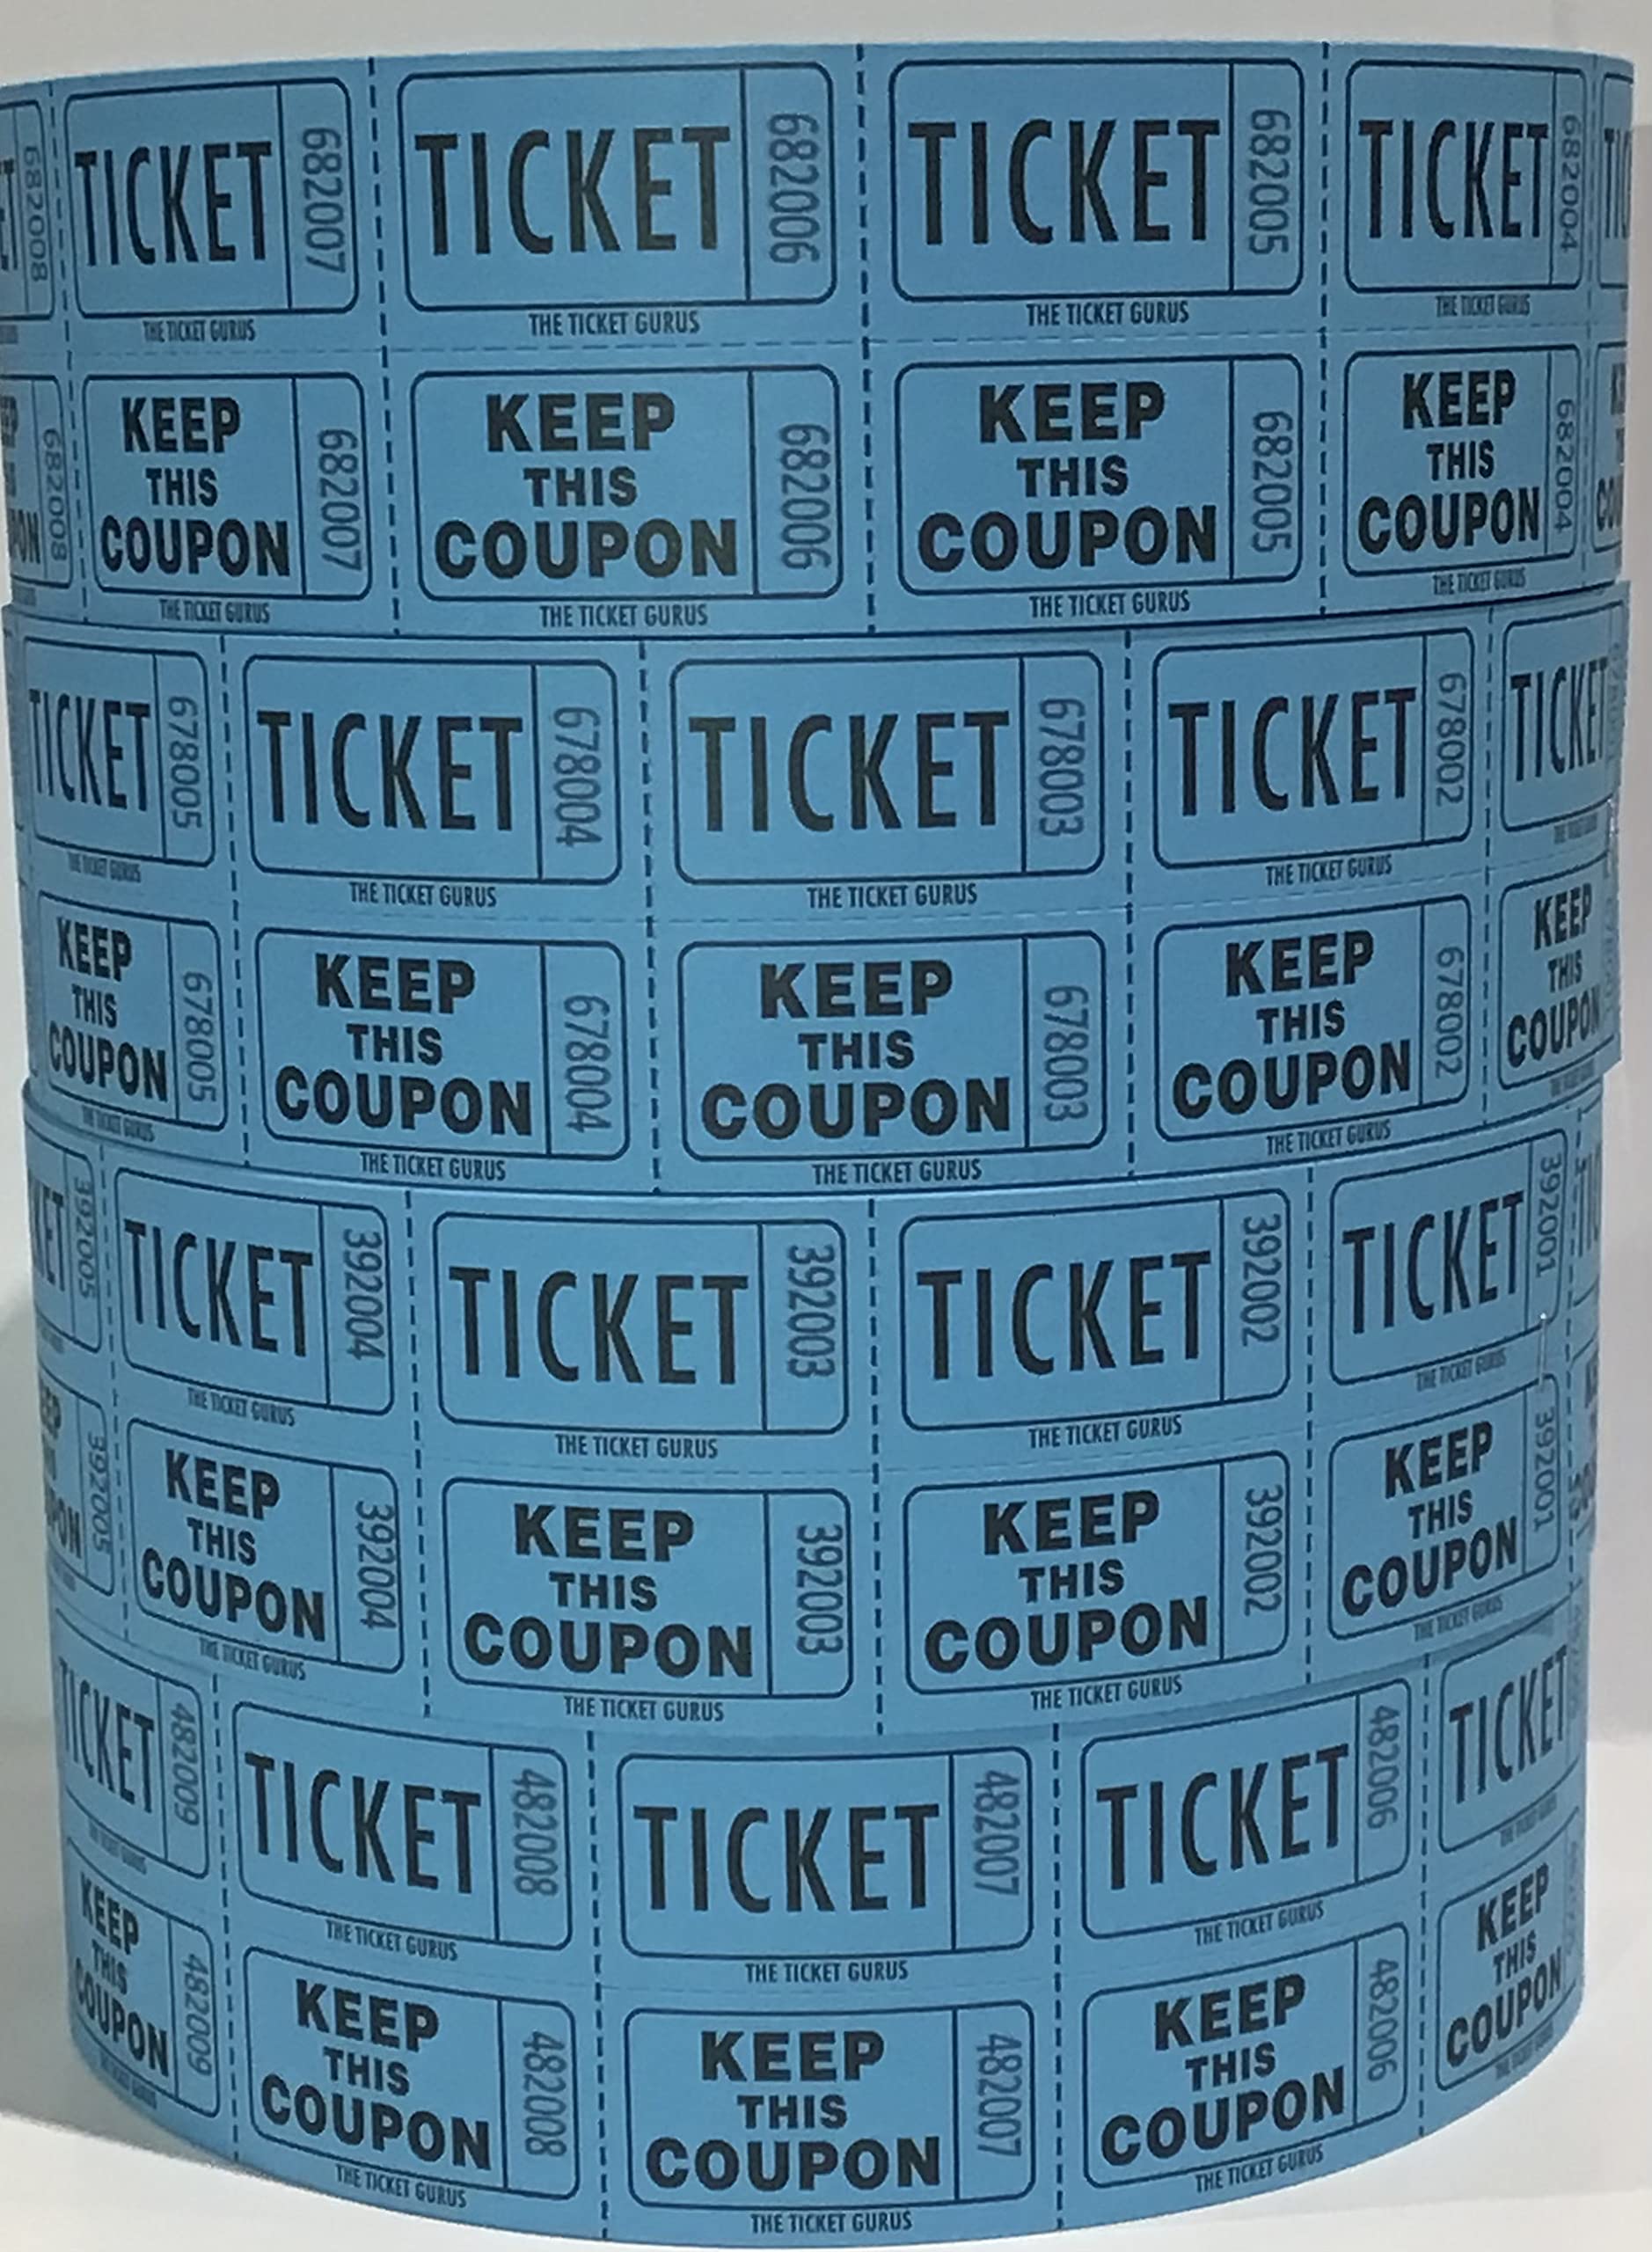 682008 TICKET 682007 TICKET 682006 TICKET 682005 TICKET 682004
THE TICKET GURUS THE TICKET GURUS THE TICKET GURUS THE TICKET GURUS
KEEP KEEP KEEP KEEP
THIS THIS THIS THIS
COUPON COUPON COUPON COUPON
682008 682007 682006 682005 682004
THE TICKET GURUS THE TICKET GURUS THE TICKET GURUS THE TICKET GURUS
TICKET 678005 TICKET 678004 TICKET 678003 TICKET 678002 TICKET
THE TICKET GURUS THE TICKET GURUS THE TICKET GURUS THE TICKET GURUS
KEEP KEEP KEEP KEEP KEEP
THIS THIS THIS THIS THIS
COUPON COUPON COUPON COUPON COUPON
678005 678004 678003 678002
THE TICKET GURUS THE TICKET GURUS THE TICKET GURUS THE TICKET GURUS
392005 TICKET 392004 TICKET 392003 TICKET 392002 TICKET 392001
THE TICKET GURUS THE TICKET GURUS THE TICKET GURUS THE TICKET GURUS
KEEP KEEP KEEP KEEP
THIS THIS THIS THIS
COUPON COUPON COUPON COUPON
392005 392004 392003 392002 392001
THE TICKET GURUS THE TICKET GURUS THE TICKET GURUS THE TICKET GURUS
TICKET 482009 TICKET 482008 TICKET 482007 TICKET 482006 TICKET
THE TICKET GURUS THE TICKET GURUS THE TICKET GURUS
KEEP KEEP KEEP KEEP KEEP
THIS THIS THIS THIS THIS
COUPON COUPON COUPON COUPON COUPON
482009 482008 482007 482006
THE TICKET GURUS THE TICKET GURUS THE TICKET GURUS